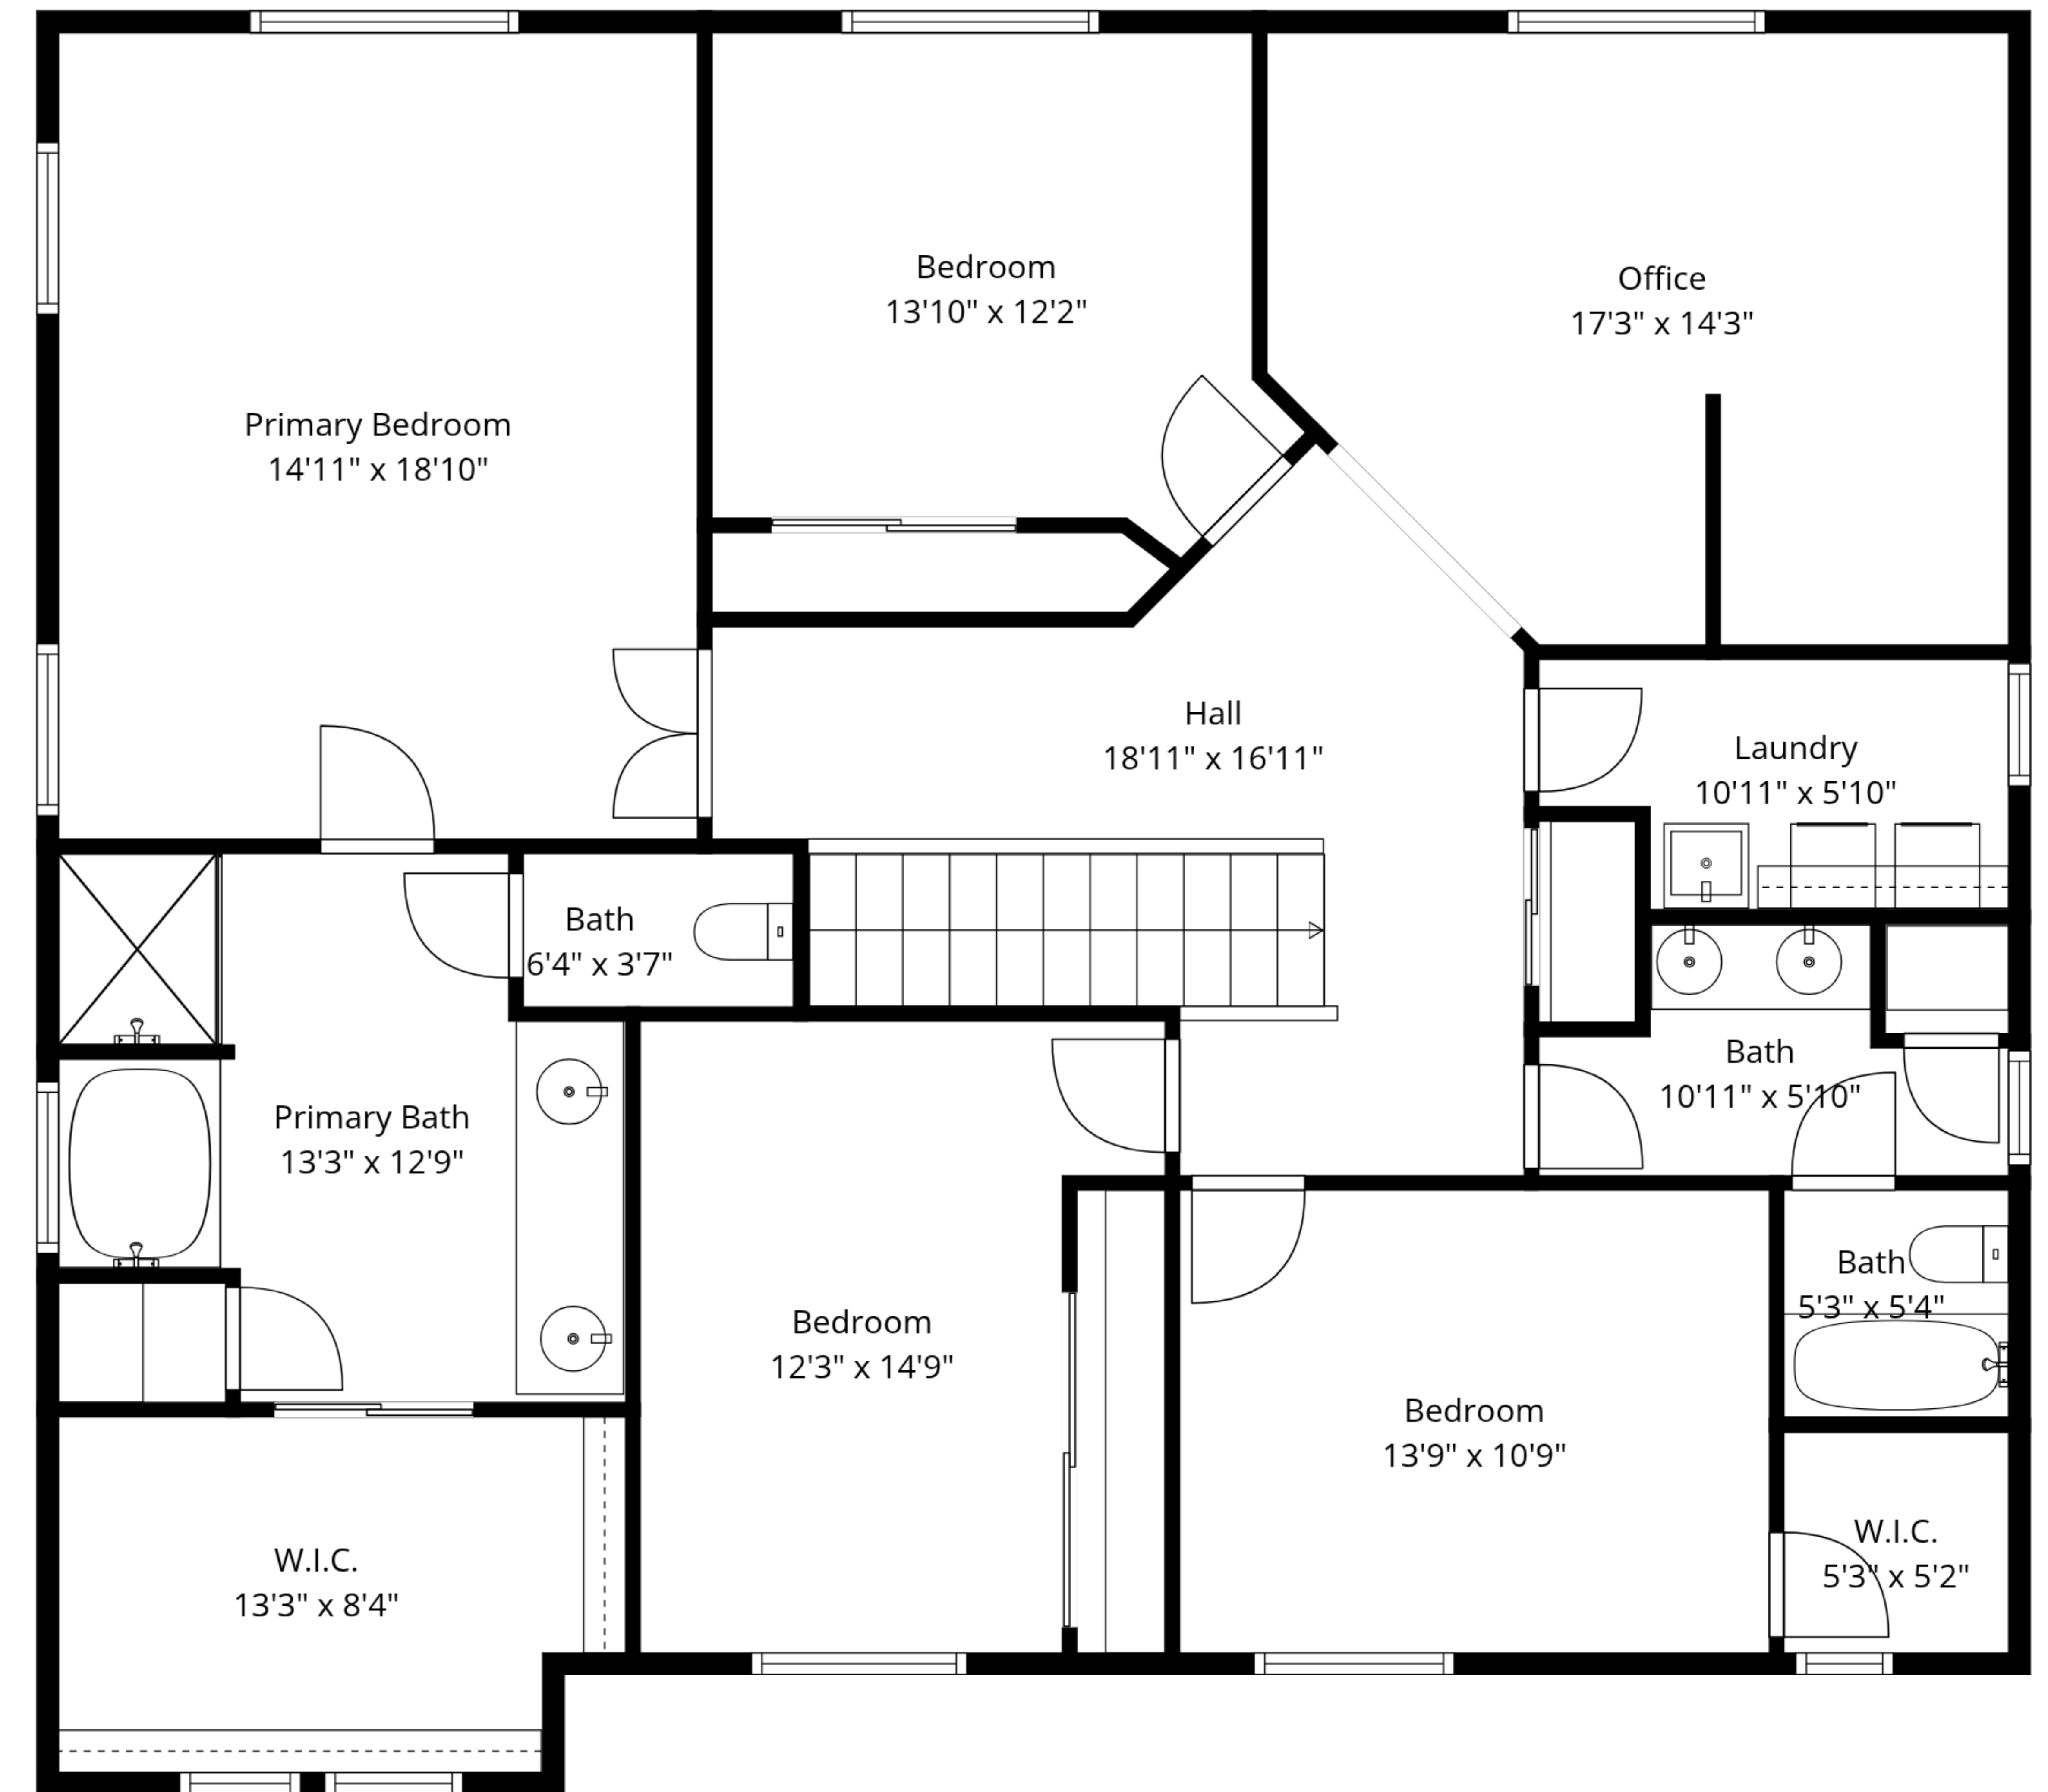 Bedroom
13'10" x 12'2"
Office
17'3" x 14'3"
Primary Bedroom
14'11" x 18'10"
Hall
18'11" x 16'11"
Laundry
10'11" x 5'10"
Bath
6'4" x 3'7"
Bath
10'11" x 5'10"
Primary Bath
13'3" x 12'9"
Bath
5'3" x 5'4"
Bedroom
12'3" x 14'9"
Bedroom
13'9" x 10'9"
W.I.C.
5'3" x 5'2"
W.I.C.
13'3" x 8'4"